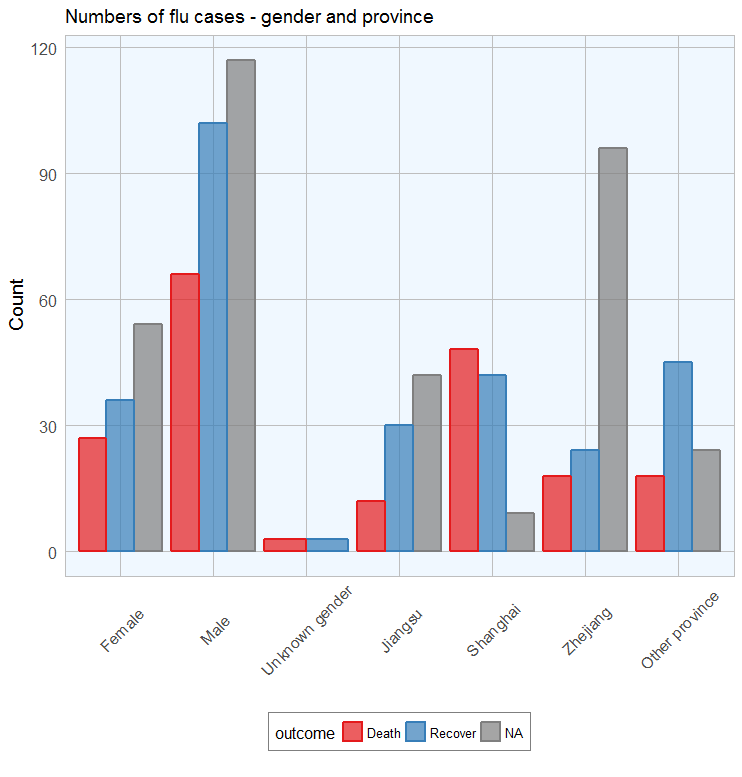 Numbers of flu cases - gender and province
120
90
60
30
0
Count
Female
Male
Unknown gender
Jiangsu
Shanghai
Zhejiang
Other province
outcome Death Recover NA